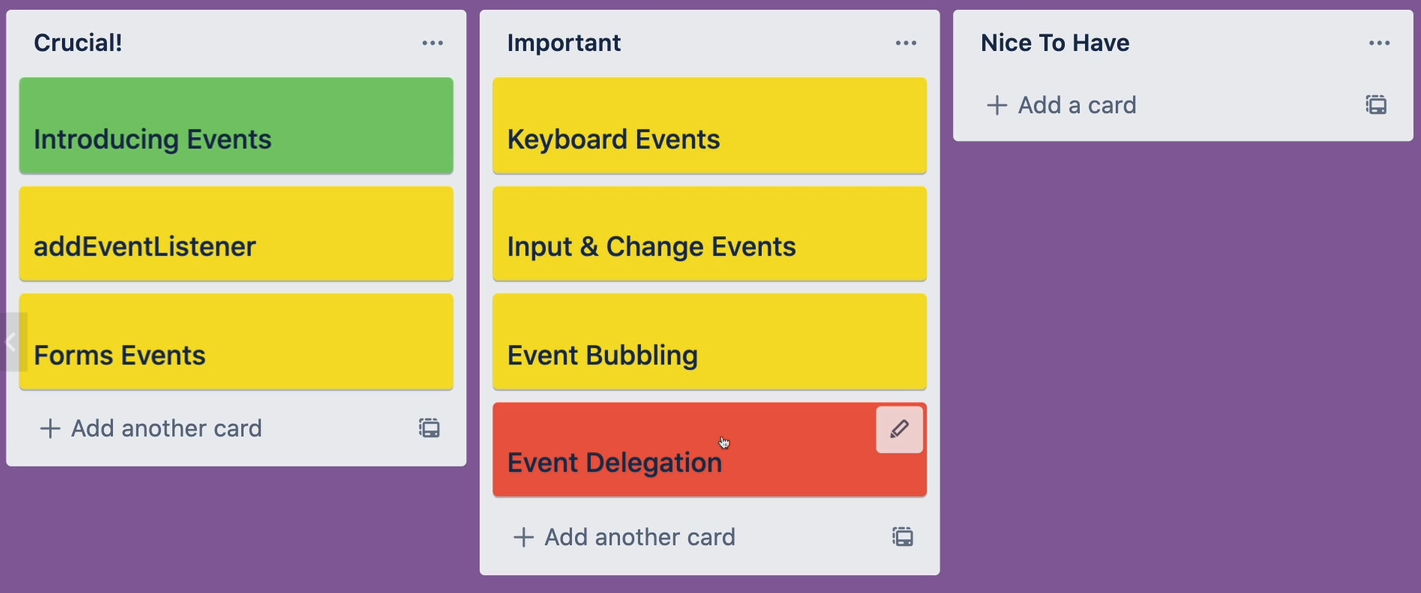 Crucial!
Introducing Events
addEventListener
Forms Events
Add another card
Important
Keyboard Events
Input & Change Events
Event Bubbling
Event Delegation
Add another card
Nice To Have
Add a card